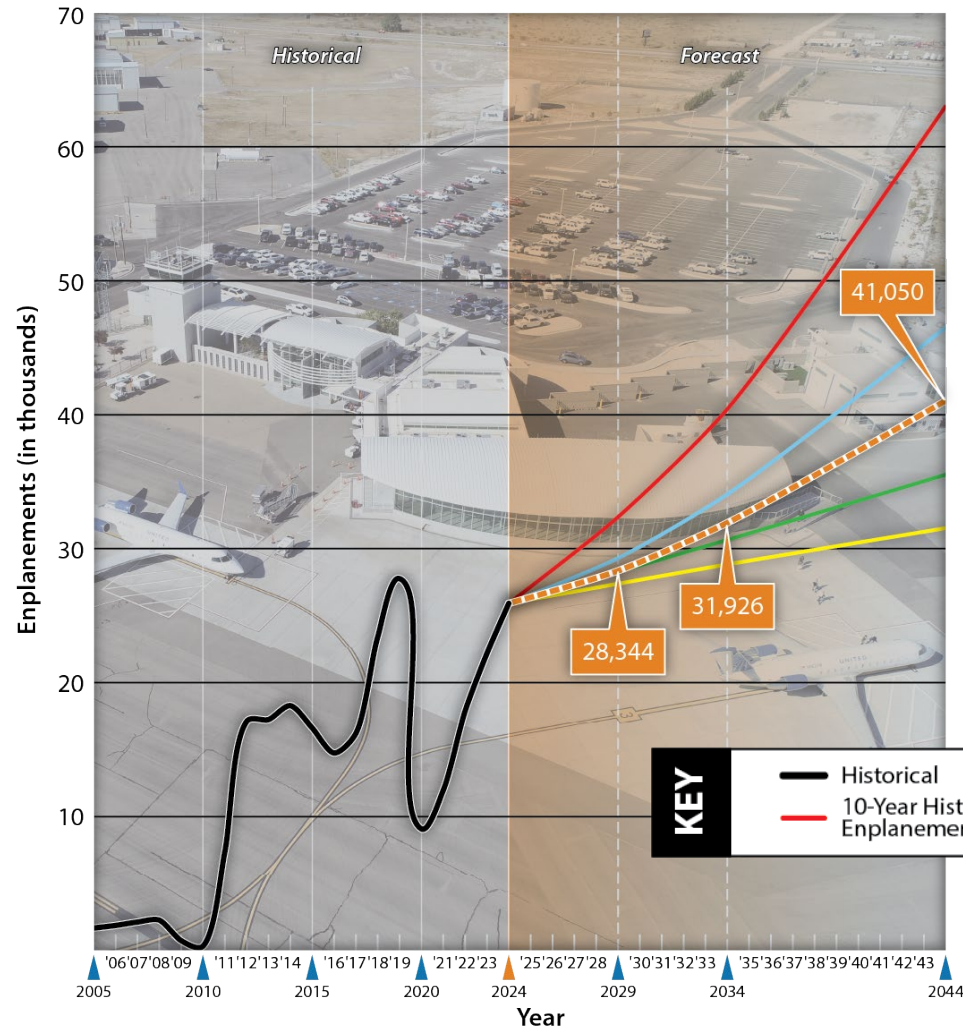 70
Historical
Forecast
60
50
41,050
40
30
31,926
28,344
20
10
Enplanements (in thousands)
KEY
Historical
10-Year Hist
Enplanemen
'06 '07 '08 '09 '11 '12 '13 '14 '16 '17 '18 '19 '21 '22 '23 '25 '26 '27 '28 '30 '31 '32 '33 '35 '36 '37 '38 '39 '40 '41 '42 '43
2005 2010 2015 2020 2024 2029 2034 2044
Year